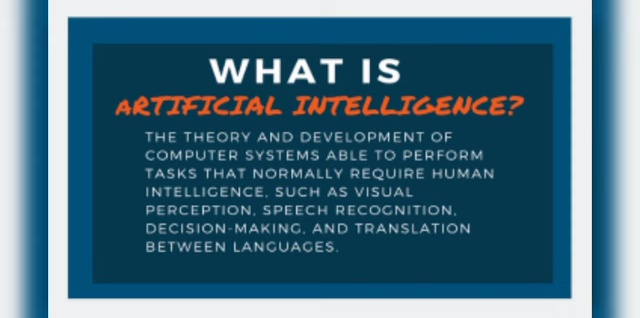 WHAT IS
ARTIFICIAL INTELLIGENCE?
THE THEORY AND DEVELOPMENT OF
COMPUTER SYSTEMS ABLE TO PERFORM
TASKS THAT NORMALLY REQUIRE HUMAN
INTELLIGENCE, SUCH AS VISUAL
PERCEPTION, SPEECH RECOGNITION,
DECISION-MAKING, AND TRANSLATION
BETWEEN LANGUAGES.